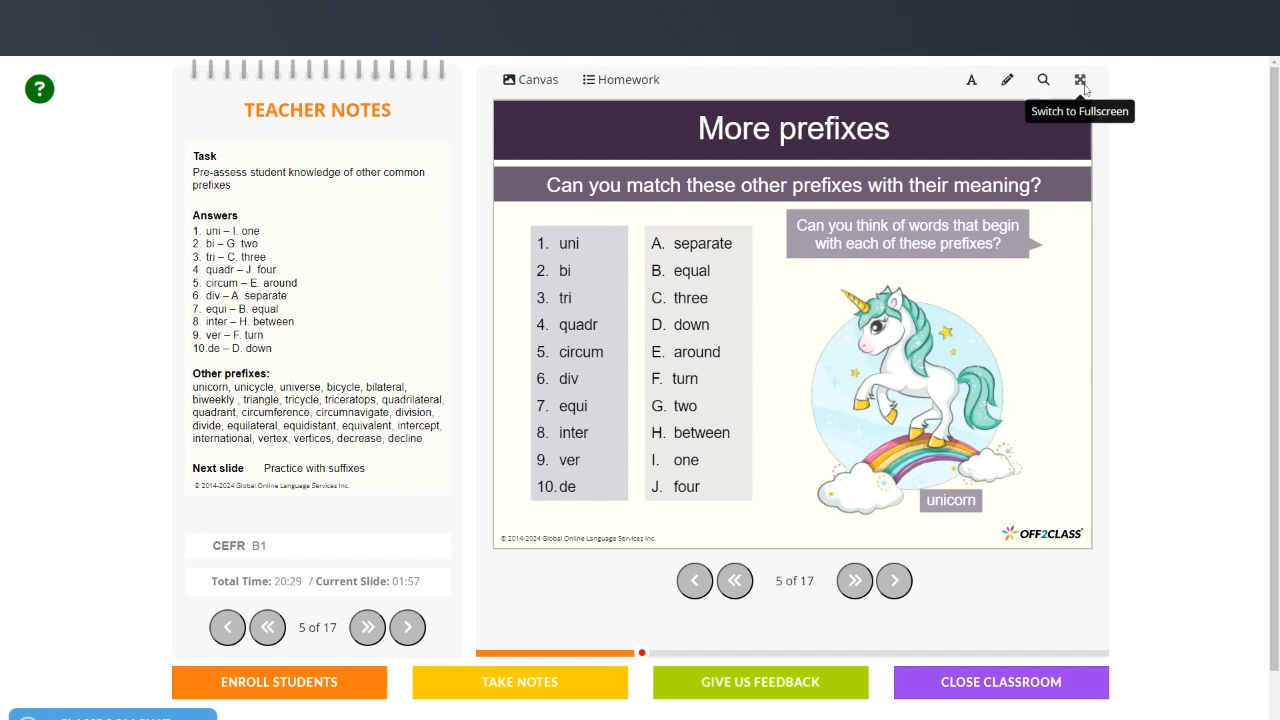 ?
TEACHER NOTES
Task
Pre-assess student knowledge of other common
prefixes
Answers
1. uni – I. one
2. bi – G. two
3. tri – C. three
4. quadr – J. four
5. circum – E. around
6. div – A. separate
7. equi – B. equal
8. inter – H. between
9. ver – F. turn
10.de – D. down
Other prefixes:
unicorn, unicycle, universe, bicycle, bilateral,
biweekly , triangle, tricycle, triceratops, quadrilateral,
quadrant, circumference, circumnavigate, division,
divide, equilateral, equidistant, equivalent, intercept,
international, vertex, vertices, decrease, decline
Next slide Practice with suffixes
© 2014-2024 Global Online Language Services Inc.
CEFR B1
Total Time: 20:29 / Current Slide: 01:57
5 of 17
Canvas Homework A
Switch to Fullscreen
More prefixes
Can you match these other prefixes with their meaning?
1. uni
2. bi
3. tri
4. quadr
5. circum
6. div
7. equi
8. inter
9. ver
10. de
A. separate
B. equal
C. three
D. down
E. around
F. turn
G. two
H. between
I. one
J. four
Can you think of words that begin
with each of these prefixes?
unicorn
© 2014-2024 Global Online Language Services Inc.
OFF2CLASS
5 of 17
ENROLL STUDENTS
TAKE NOTES
GIVE US FEEDBACK
CLOSE CLASSROOM